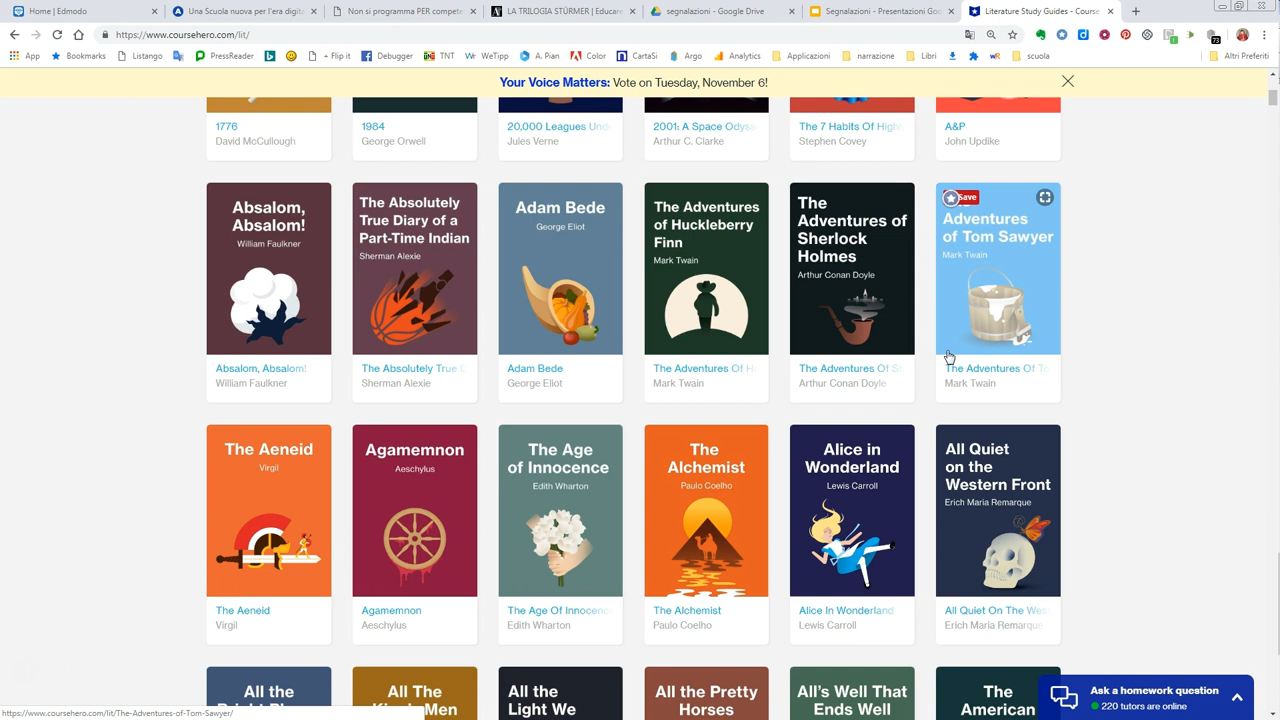 Home | Edmodo
Una Scuola nuova per l'era digita
Non si programma PER compete
LA TRILOGIA STÜRMER | Educare
segnalazioni - Google Drive
Segnalazioni - Presentazioni Goo
Literature Study Guides - Course
https://www.coursehero.com/lit/
App
Bookmarks
Listango
PressReader
+ Flip it
Debugger
TNT
WeTipp
A. Pian
Color
CartaSi
Argo
Analytics
Applicazioni
narrazione
Libri
scuola
Altri Preferiti
Your Voice Matters: Vote on Tuesday, November 6!
1776
David McCullough
1984
George Orwell
20,000 Leagues Und
Jules Verne
2001: A Space Odys
Arthur C. Clarke
The 7 Habits Of High
Stephen Covey
A&P
John Updike
Absalom,
Absalom!
William Faulkner
Absalom, Absalom!
William Faulkner
The Absolutely
True Diary of a
Part-Time Indian
Sherman Alexie
The Absolutely True D
Sherman Alexie
Adam Bede
George Eliot
Adam Bede
George Eliot
The Adventures
of Huckleberry
Finn
Mark Twain
The Adventures Of H
Mark Twain
The
Adventures of
Sherlock
Holmes
Arthur Conan Doyle
The Adventures Of Sh
Arthur Conan Doyle
Save
Adventures
of Tom Sawyer
Mark Twain
The Adventures Of To
Mark Twain
The Aeneid
Virgil
The Aeneid
Virgil
Agamemnon
Aeschylus
Agamemnon
Aeschylus
The Age
of Innocence
Edith Wharton
The Age Of Innocence
Edith Wharton
The
Alchemist
Paulo Coelho
The Alchemist
Paulo Coelho
Alice in
Wonderland
Lewis Carroll
Alice In Wonderland
Lewis Carroll
All Quiet
on the
Western Front
Erich Maria Remarque
All Quiet On The Wes
Erich Maria Remarque
All the
All The
Men
All the
Light We
All the Pretty
Horses
All's Well That
Ends Well
The
American
Ask a homework question
220 tutors are online
https://www.coursehero.com/lit/The-Adventures-of-Tom-Sawyer/